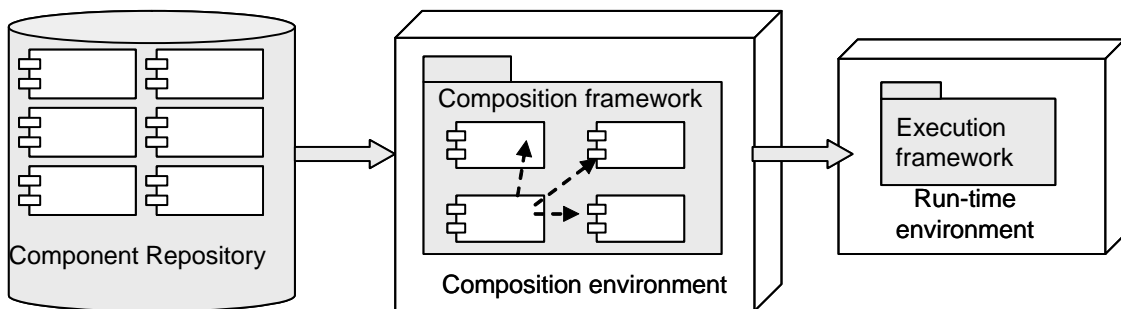 Component Repository
Composition framework
Composition environment
Execution
framework
Run-time
environment